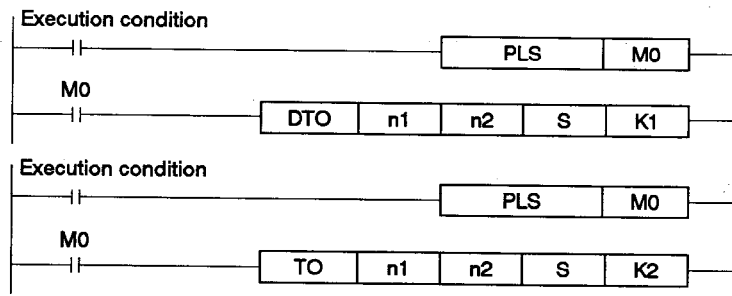 Execution condition
PLS M0
M0
DTO n1 n2 S K1
Execution condition
PLS M0
M0
TO n1 n2 S K2